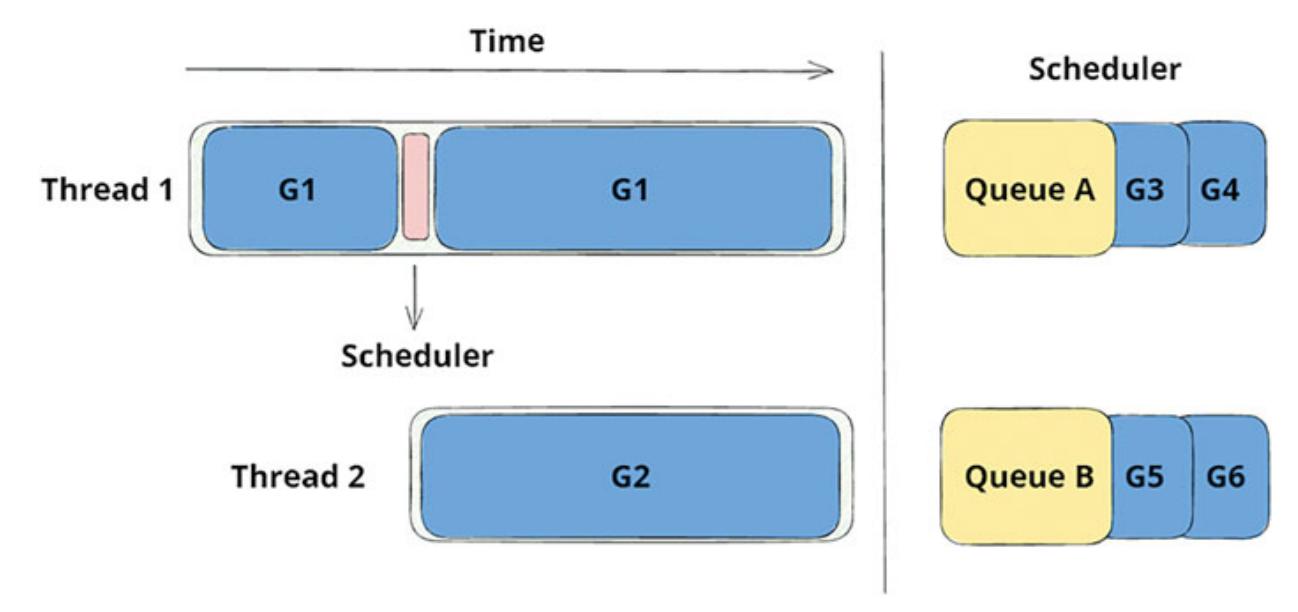 Time
Scheduler
Thread 1 G1 G1 Queue A G3 G4
Scheduler
Thread 2 G2 Queue B G5 G6